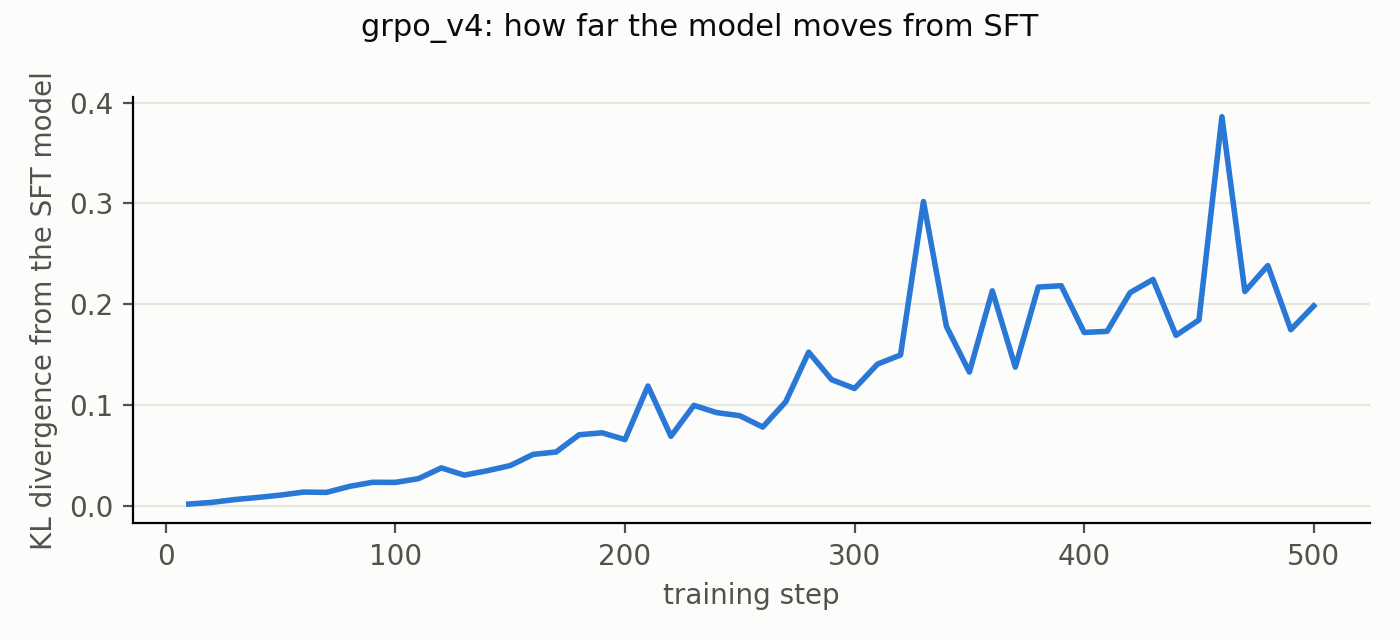 grpo_v4: how far the model moves from SFT
KL divergence from the SFT model
0.4
0.3
0.2
0.1
0.0
0 100 200 300 400 500
training step